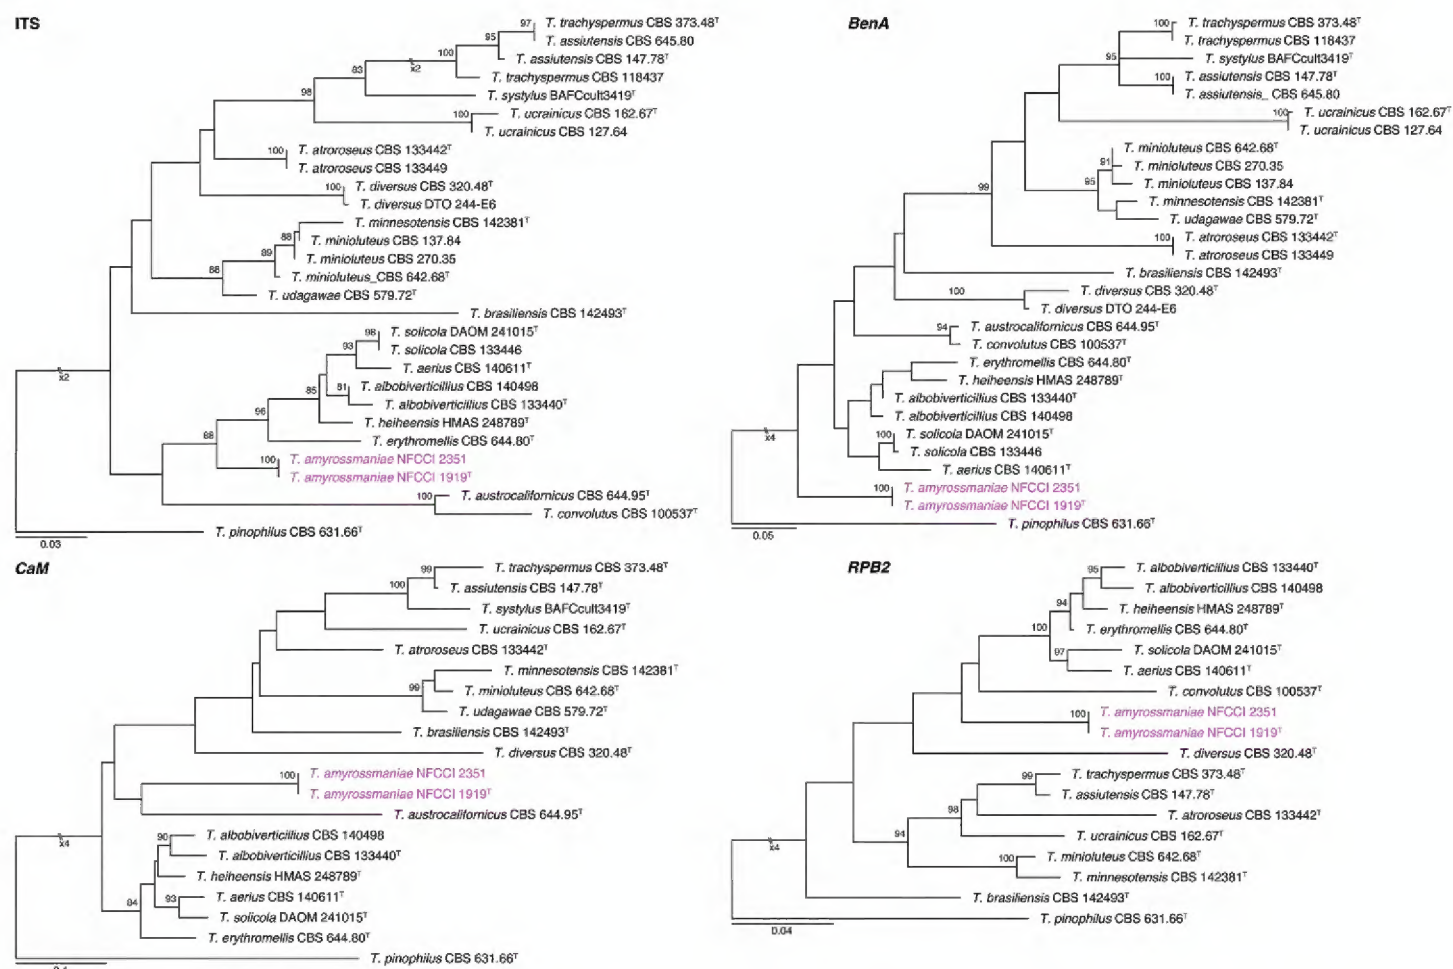 ITS
97
T. trachyspermus CBS 373.48ᵀ
95
T. assiutensis CBS 645.80
100
T. assiutensis CBS 147.78ᵀ
83
x2
T. trachyspermus CBS 118437
98
T. systylus BAFCcult3419ᵀ
100
T. ucrainicus CBS 162.67ᵀ
T. ucrainicus CBS 127.64
100
T. atroroseus CBS 133442ᵀ
T. atroroseus CBS 133449
100
T. diversus CBS 320.48ᵀ
T. diversus DTO 244-E6
T. minnesotensis CBS 142381ᵀ
88
T. minioluteus CBS 137.84
89
T. minioluteus CBS 270.35
88
T. minioluteus_CBS 642.68ᵀ
T. udagawae CBS 579.72ᵀ
T. brasiliensis CBS 142493ᵀ
98
T. solicola DAOM 241015ᵀ
93
T. solicola CBS 133446
x2
T. aerius CBS 140611ᵀ
85
81
T. albobiverticillius CBS 140498
T. albobiverticillius CBS 133440ᵀ
96
T. heiheensis HMAS 248789ᵀ
88
T. erythromellis CBS 644.80ᵀ
100
T. amyrossmaniae NFCCI 2351
T. amyrossmaniae NFCCI 1919ᵀ
100
T. austrocalifornicus CBS 644.95ᵀ
T. convolutus CBS 100537ᵀ
T. pinophilus CBS 631.66ᵀ
0.03
BenA
100
T. trachyspermus CBS 373.48ᵀ
T. trachyspermus CBS 118437
95
T. systylus BAFCcult3419ᵀ
100
T. assiutensis CBS 147.78ᵀ
T. assiutensis_ CBS 645.80
100
T. ucrainicus CBS 162.67ᵀ
T. ucrainicus CBS 127.64
T. minioluteus CBS 642.68ᵀ
91
T. minioluteus CBS 270.35
95
T. minioluteus CBS 137.84
99
T. minnesotensis CBS 142381ᵀ
T. udagawae CBS 579.72ᵀ
100
T. atroroseus CBS 133442ᵀ
T. atroroseus CBS 133449
T. brasiliensis CBS 142493ᵀ
100
T. diversus CBS 320.48ᵀ
T. diversus DTO 244-E6
94
T. austrocalifornicus CBS 644.95ᵀ
T. convolutus CBS 100537ᵀ
T. erythromellis CBS 644.80ᵀ
T. heiheensis HMAS 248789ᵀ
T. albobiverticillius CBS 133440ᵀ
T. albobiverticillius CBS 140498
x4
100
T. solicola DAOM 241015ᵀ
T. solicola CBS 133446
T. aerius CBS 140611ᵀ
100
T. amyrossmaniae NFCCI 2351
T. amyrossmaniae NFCCI 1919ᵀ
T. pinophilus CBS 631.66ᵀ
0.05
CaM
99
T. trachyspermus CBS 373.48ᵀ
100
T. assiutensis CBS 147.78ᵀ
T. systylus BAFCcult3419ᵀ
T. ucrainicus CBS 162.67ᵀ
T. atroroseus CBS 133442ᵀ
T. minnesotensis CBS 142381ᵀ
99
T. minioluteus CBS 642.68ᵀ
T. udagawae CBS 579.72ᵀ
T. brasiliensis CBS 142493ᵀ
T. diversus CBS 320.48ᵀ
100
T. amyrossmaniae NFCCI 2351
T. amyrossmaniae NFCCI 1919ᵀ
T. austrocalifornicus CBS 644.95ᵀ
x4
90
T. albobiverticillius CBS 140498
T. albobiverticillius CBS 133440ᵀ
T. heiheensis HMAS 248789ᵀ
84
93
T. aerius CBS 140611ᵀ
T. solicola DAOM 241015ᵀ
T. erythromellis CBS 644.80ᵀ
T. pinophilus CBS 631.66ᵀ
RPB2
95
T. albobiverticillius CBS 133440ᵀ
T. albobiverticillius CBS 140498
94
T. heiheensis HMAS 248789ᵀ
100
T. erythromellis CBS 644.80ᵀ
97
T. solicola DAOM 241015ᵀ
T. aerius CBS 140611ᵀ
T. convolutus CBS 100537ᵀ
100
T. amyrossmaniae NFCCI 2351
T. amyrossmaniae NFCCI 1919ᵀ
T. diversus CBS 320.48ᵀ
99
T. trachyspermus CBS 373.48ᵀ
T. assiutensis CBS 147.78ᵀ
98
T. atroroseus CBS 133442ᵀ
94
T. ucrainicus CBS 162.67ᵀ
x4
100
T. minioluteus CBS 642.68ᵀ
T. minnesotensis CBS 142381ᵀ
T. brasiliensis CBS 142493ᵀ
T. pinophilus CBS 631.66ᵀ
0.04